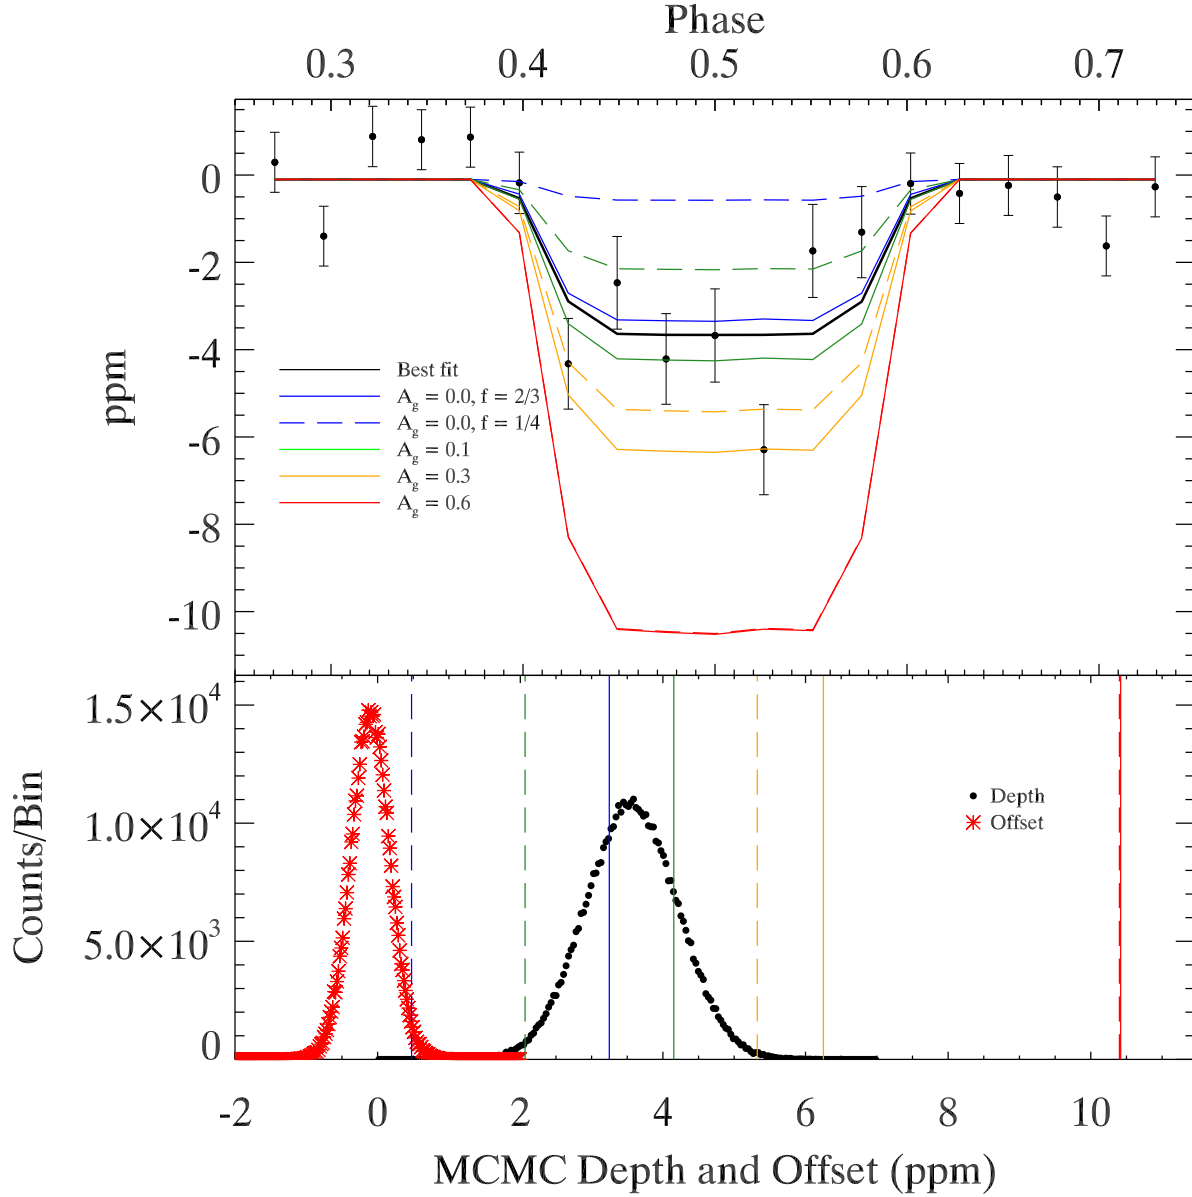 Phase
0.3 0.4 0.5 0.6 0.7
0
-2
-4
-6
-8
-10
ppm
Best fit
A_g = 0.0, f = 2/3
A_g = 0.0, f = 1/4
A_g = 0.1
A_g = 0.3
A_g = 0.6
1.5×10^4
1.0×10^4
5.0×10^3
0
Counts/Bin
Depth
Offset
-2 0 2 4 6 8 10
MCMC Depth and Offset (ppm)